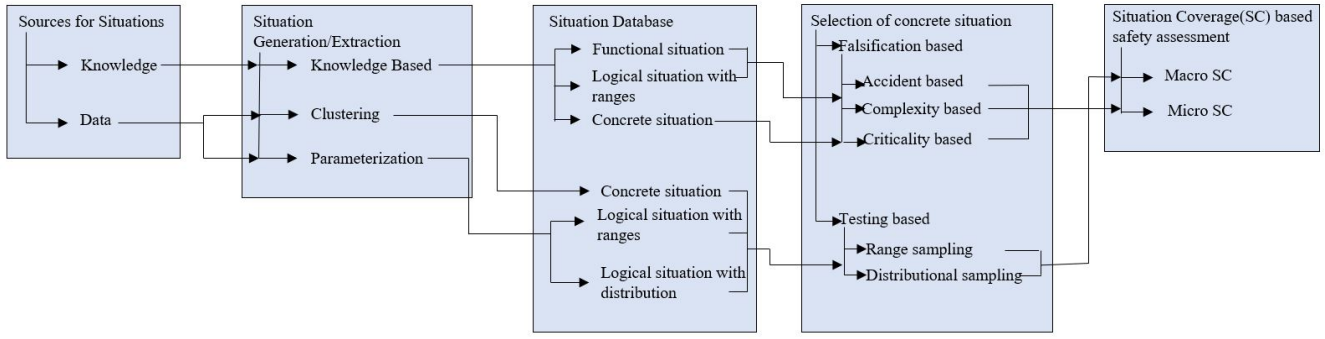 Sources for Situations
Knowledge
Data
Situation
Generation/Extraction
Knowledge Based
Clustering
Parameterization
Situation Database
Functional situation
Logical situation with
ranges
Concrete situation
Concrete situation
Logical situation with
ranges
Logical situation with
distribution
Selection of concrete situation
Falsification based
Accident based
Complexity based
Criticality based
Testing based
Range sampling
Distributional sampling
Situation Coverage(SC) based
safety assessment
Macro SC
Micro SC